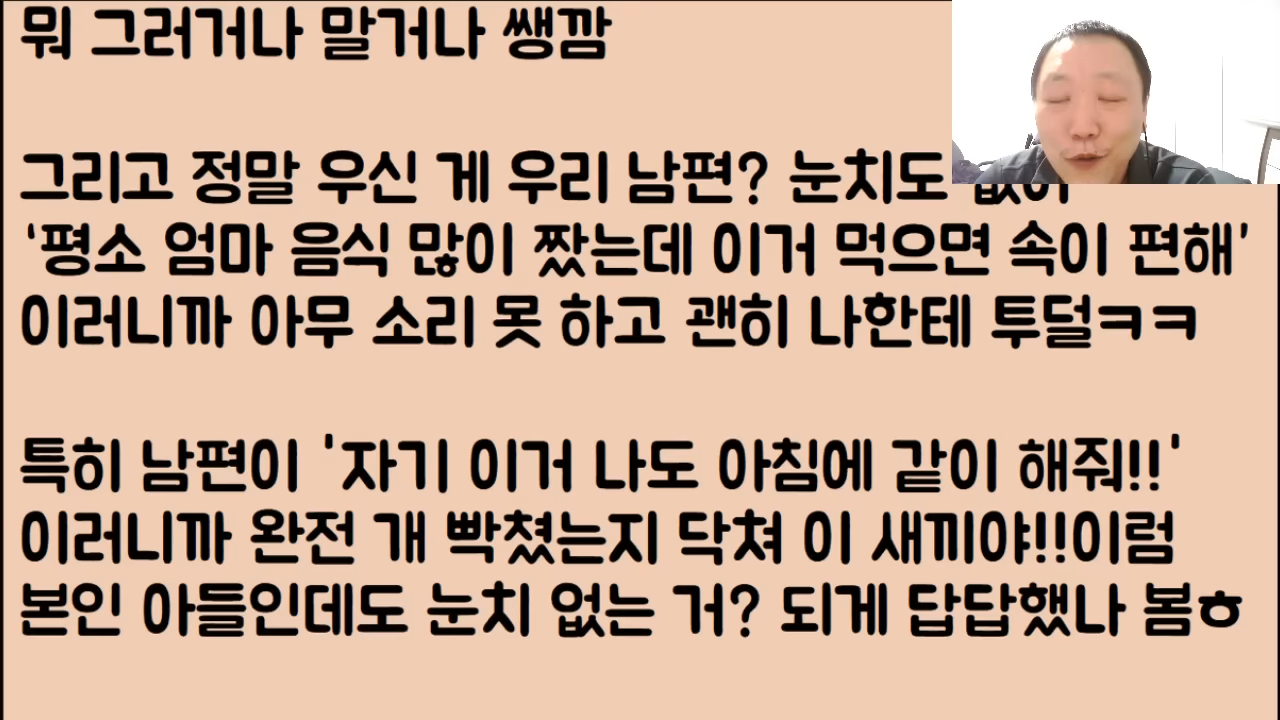 뭐 그러거나 말거나 쌩깜
그리고 정말 우신 게 우리 남편? 눈치도
'평소 엄마 음식 많이 짰는데 이거 먹으면 속이 편해'
이러니까 아무 소리 못 하고 괜히 나한테 투덜ㅋㅋ
특히 남편이 '자기 이거 나도 아침에 같이 해줘!!'
이러니까 완전 개 빡쳤는지 닥쳐 이 새끼야!!이럼
본인 아들인데도 눈치 없는 거? 되게 답답했나 봄ㅎ